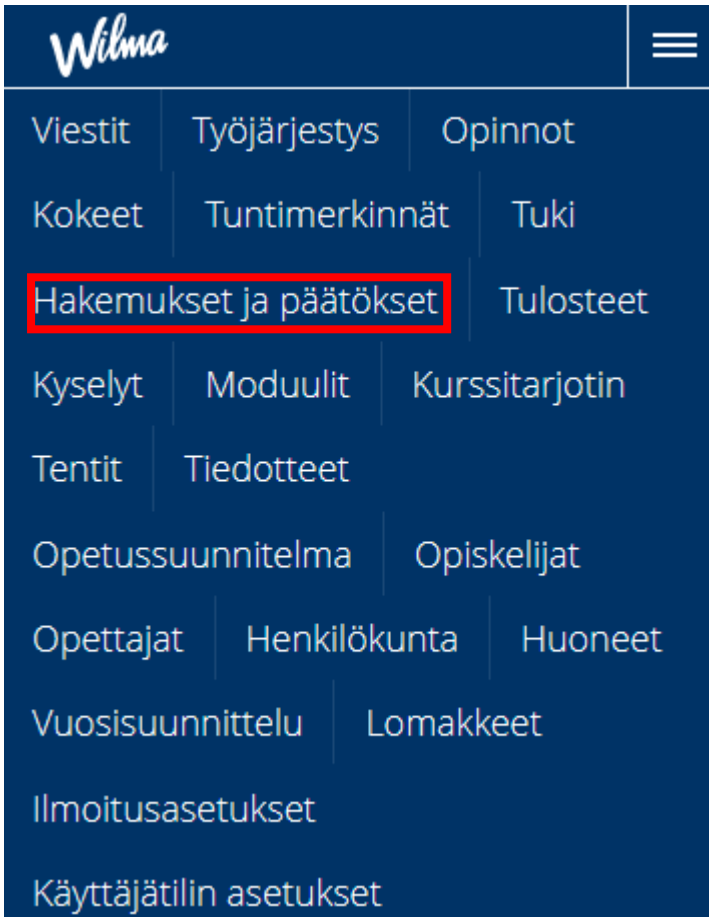 Wilma
Viestit Työjärjestys Opinnot
Kokeet Tuntimerkinnät Tuki
Hakemukset ja päätökset Tulosteet
Kyselyt Moduulit Kurssitarjotin
Tentit Tiedotteet
Opetussuunnitelma Opiskelijat
Opettajat Henkilökunta Huoneet
Vuosisuunnittelu Lomakkeet
Ilmoitusasetukset
Käyttäjätilin asetukset